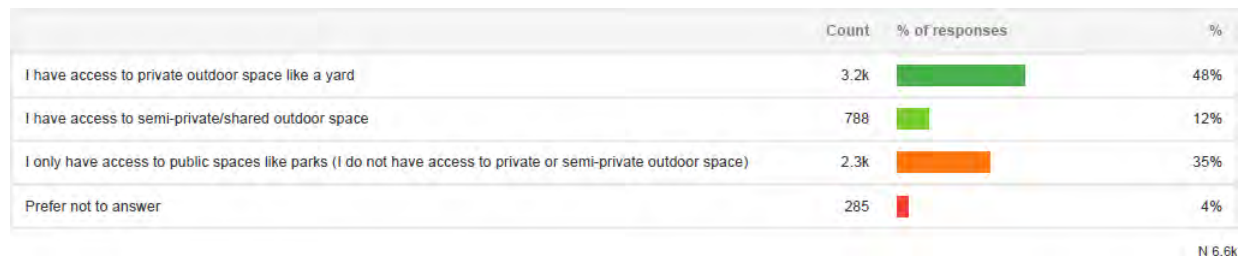 Count % of responses %
I have access to private outdoor space like a yard 3.2k 48%
I have access to semi-private/shared outdoor space 788 12%
I only have access to public spaces like parks (I do not have access to private or semi-private outdoor space) 2.3k 35%
Prefer not to answer 285 4%
N 6.6k